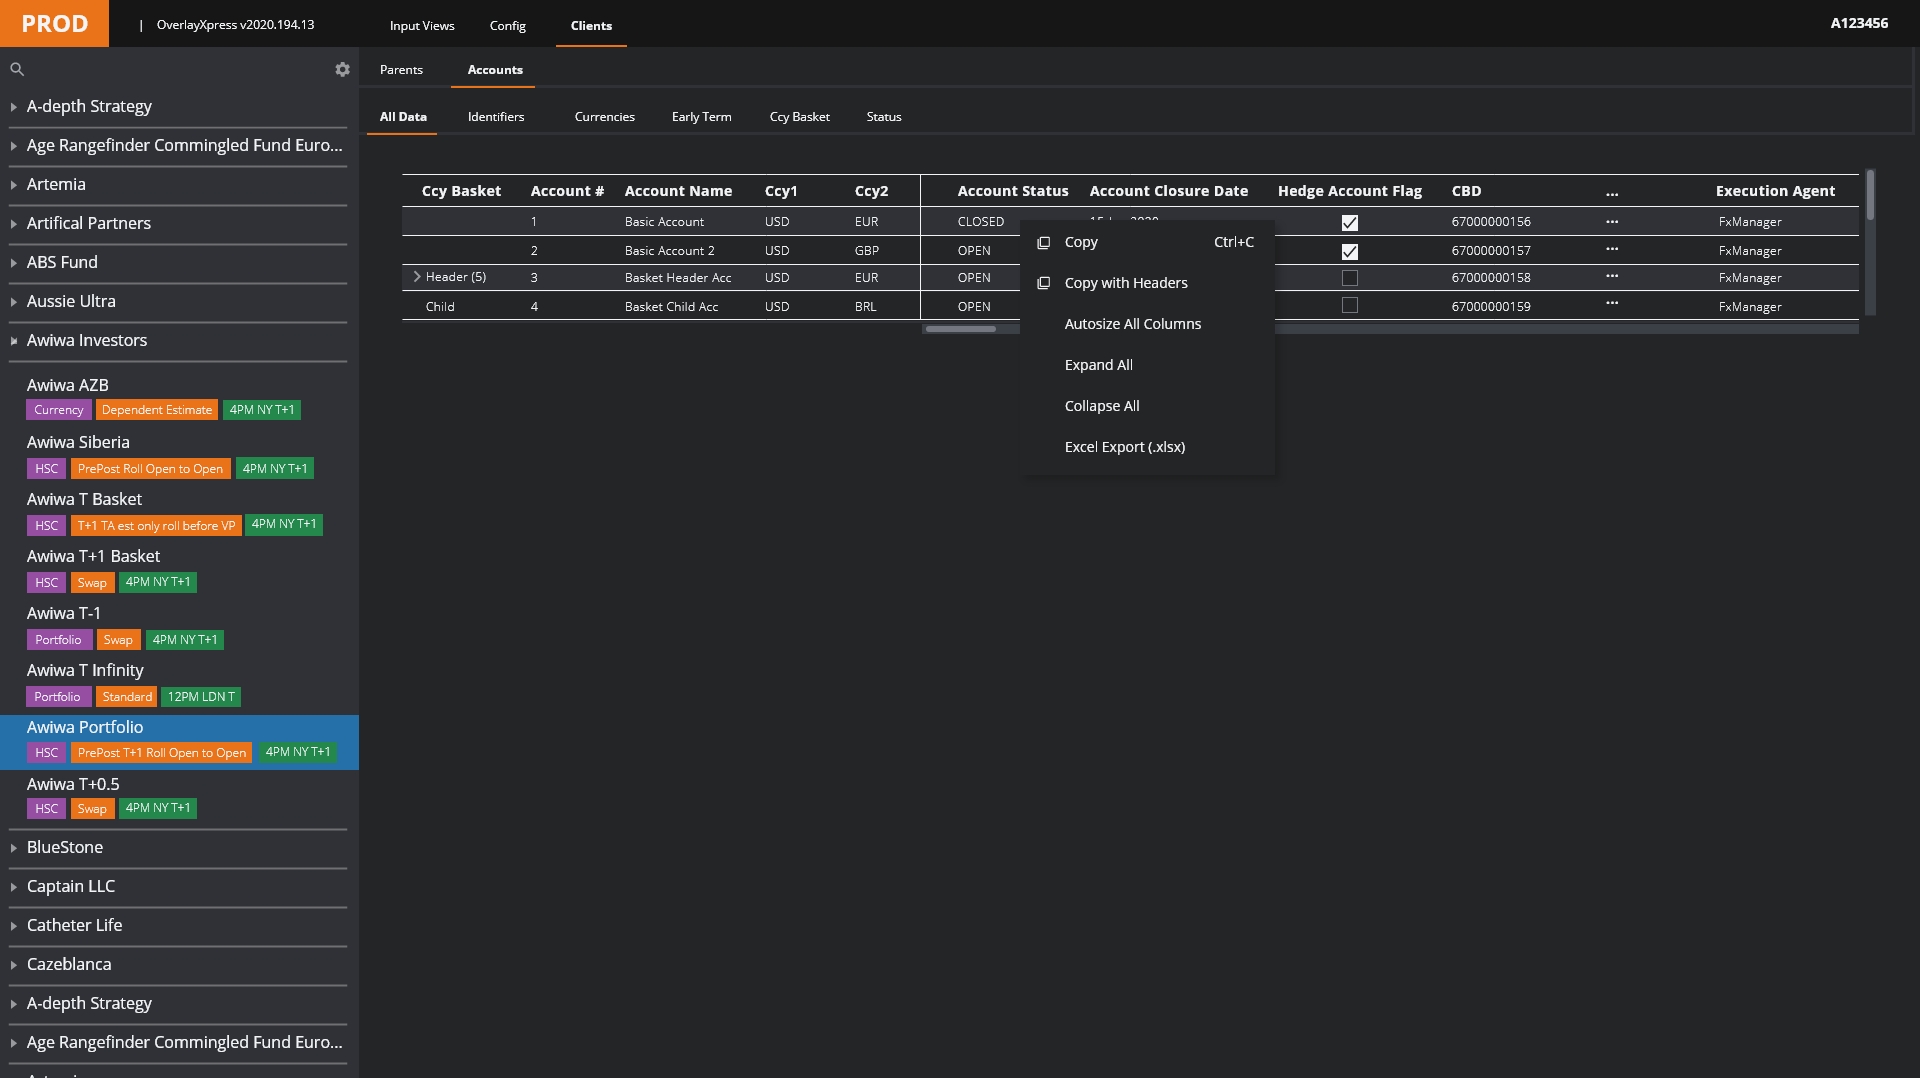 PROD | OverlayXpress v2020.194.13 Input Views Config Clients A123456
Parents Accounts
All Data Identifiers Currencies Early Term Ccy Basket Status
A-depth Strategy
Age Rangefinder Commingled Fund Euro...
Artemia
Artifical Partners
ABS Fund
Aussie Ultra
Awiwa Investors
Awiwa AZB
Currency Dependent Estimate 4PM NY T+1
Awiwa Siberia
HSC PrePost Roll Open to Open 4PM NY T+1
Awiwa T Basket
HSC T+1 TA est only roll before VP 4PM NY T+1
Awiwa T+1 Basket
HSC Swap 4PM NY T+1
Awiwa T-1
Portfolio Swap 4PM NY T+1
Awiwa T Infinity
Portfolio Standard 12PM LDN T
Awiwa Portfolio
HSC PrePost T+1 Roll Open to Open 4PM NY T+1
Awiwa T+0.5
HSC Swap 4PM NY T+1
BlueStone
Captain LLC
Catheter Life
Cazeblanca
A-depth Strategy
Age Rangefinder Commingled Fund Euro...
Ccy Basket Account # Account Name Ccy1 Ccy2 Account Status Account Closure Date Hedge Account Flag CBD ... Execution Agent
1 Basic Account USD EUR CLOSED 67000000156 ... FxManager
2 Basic Account 2 USD GBP OPEN 67000000157 ... FxManager
Header (5) 3 Basket Header Acc USD EUR OPEN 67000000158 ... FxManager
Child 4 Basket Child Acc USD BRL OPEN 67000000159 ... FxManager
Copy Ctrl+C
Copy with Headers
Autosize All Columns
Expand All
Collapse All
Excel Export (.xlsx)